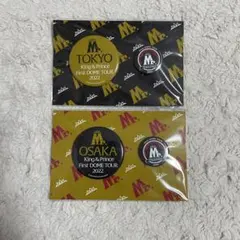 M.
TOKYO
King & Prince
First DOME TOUR
2022
M.
OSAKA
King & Prince
First DOME TOUR
2022